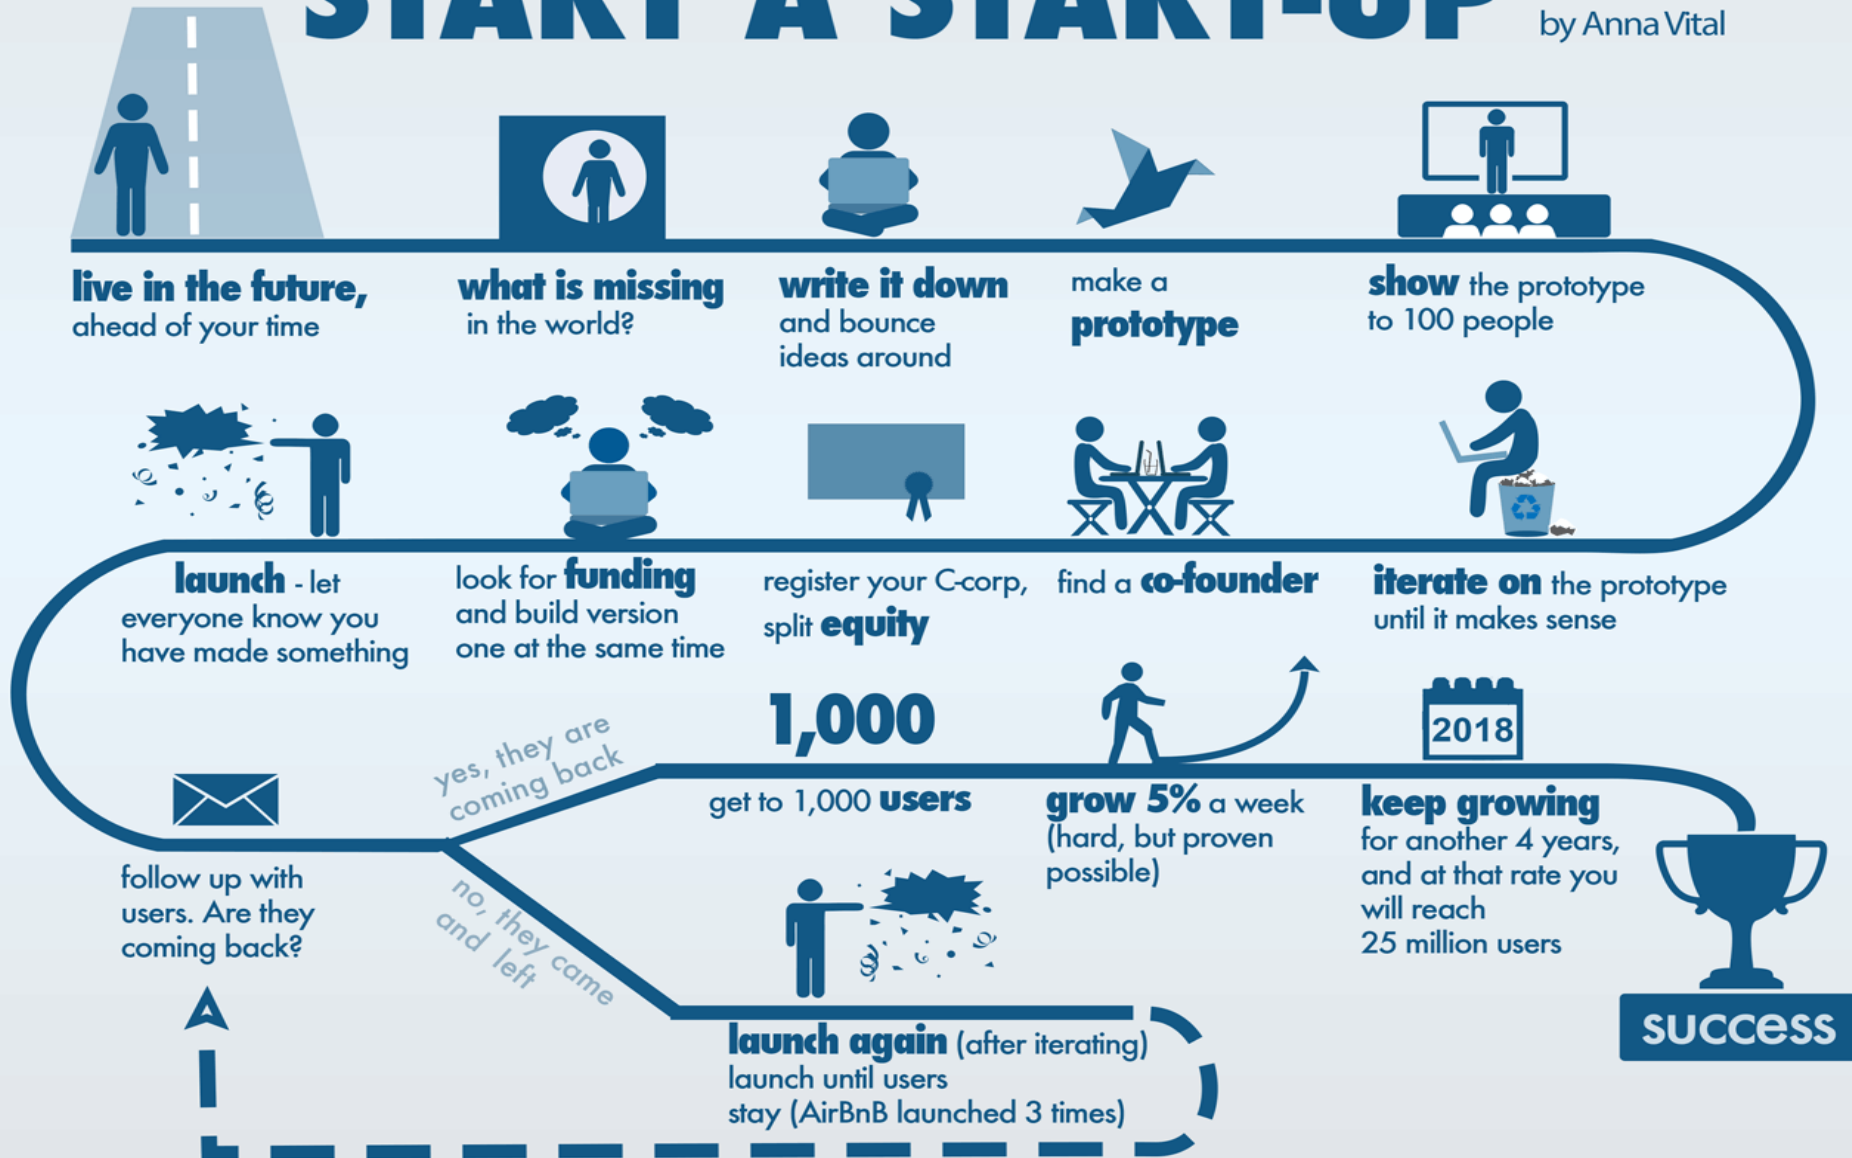 START A START-UP
by Anna Vital
live in the future,
ahead of your time
what is missing
in the world?
write it down
and bounce
ideas around
make a
prototype
show the prototype
to 100 people
iterate on the prototype
until it makes sense
find a co-founder
register your C-corp,
split equity
look for funding
and build version
one at the same time
launch - let
everyone know you
have made something
follow up with
users. Are they
coming back?
yes, they are
coming back
1,000
get to 1,000 users
grow 5% a week
(hard, but proven
possible)
2018
keep growing
for another 4 years,
and at that rate you
will reach
25 million users
success
no, they came
and left
launch again (after iterating)
launch until users
stay (AirBnB launched 3 times)